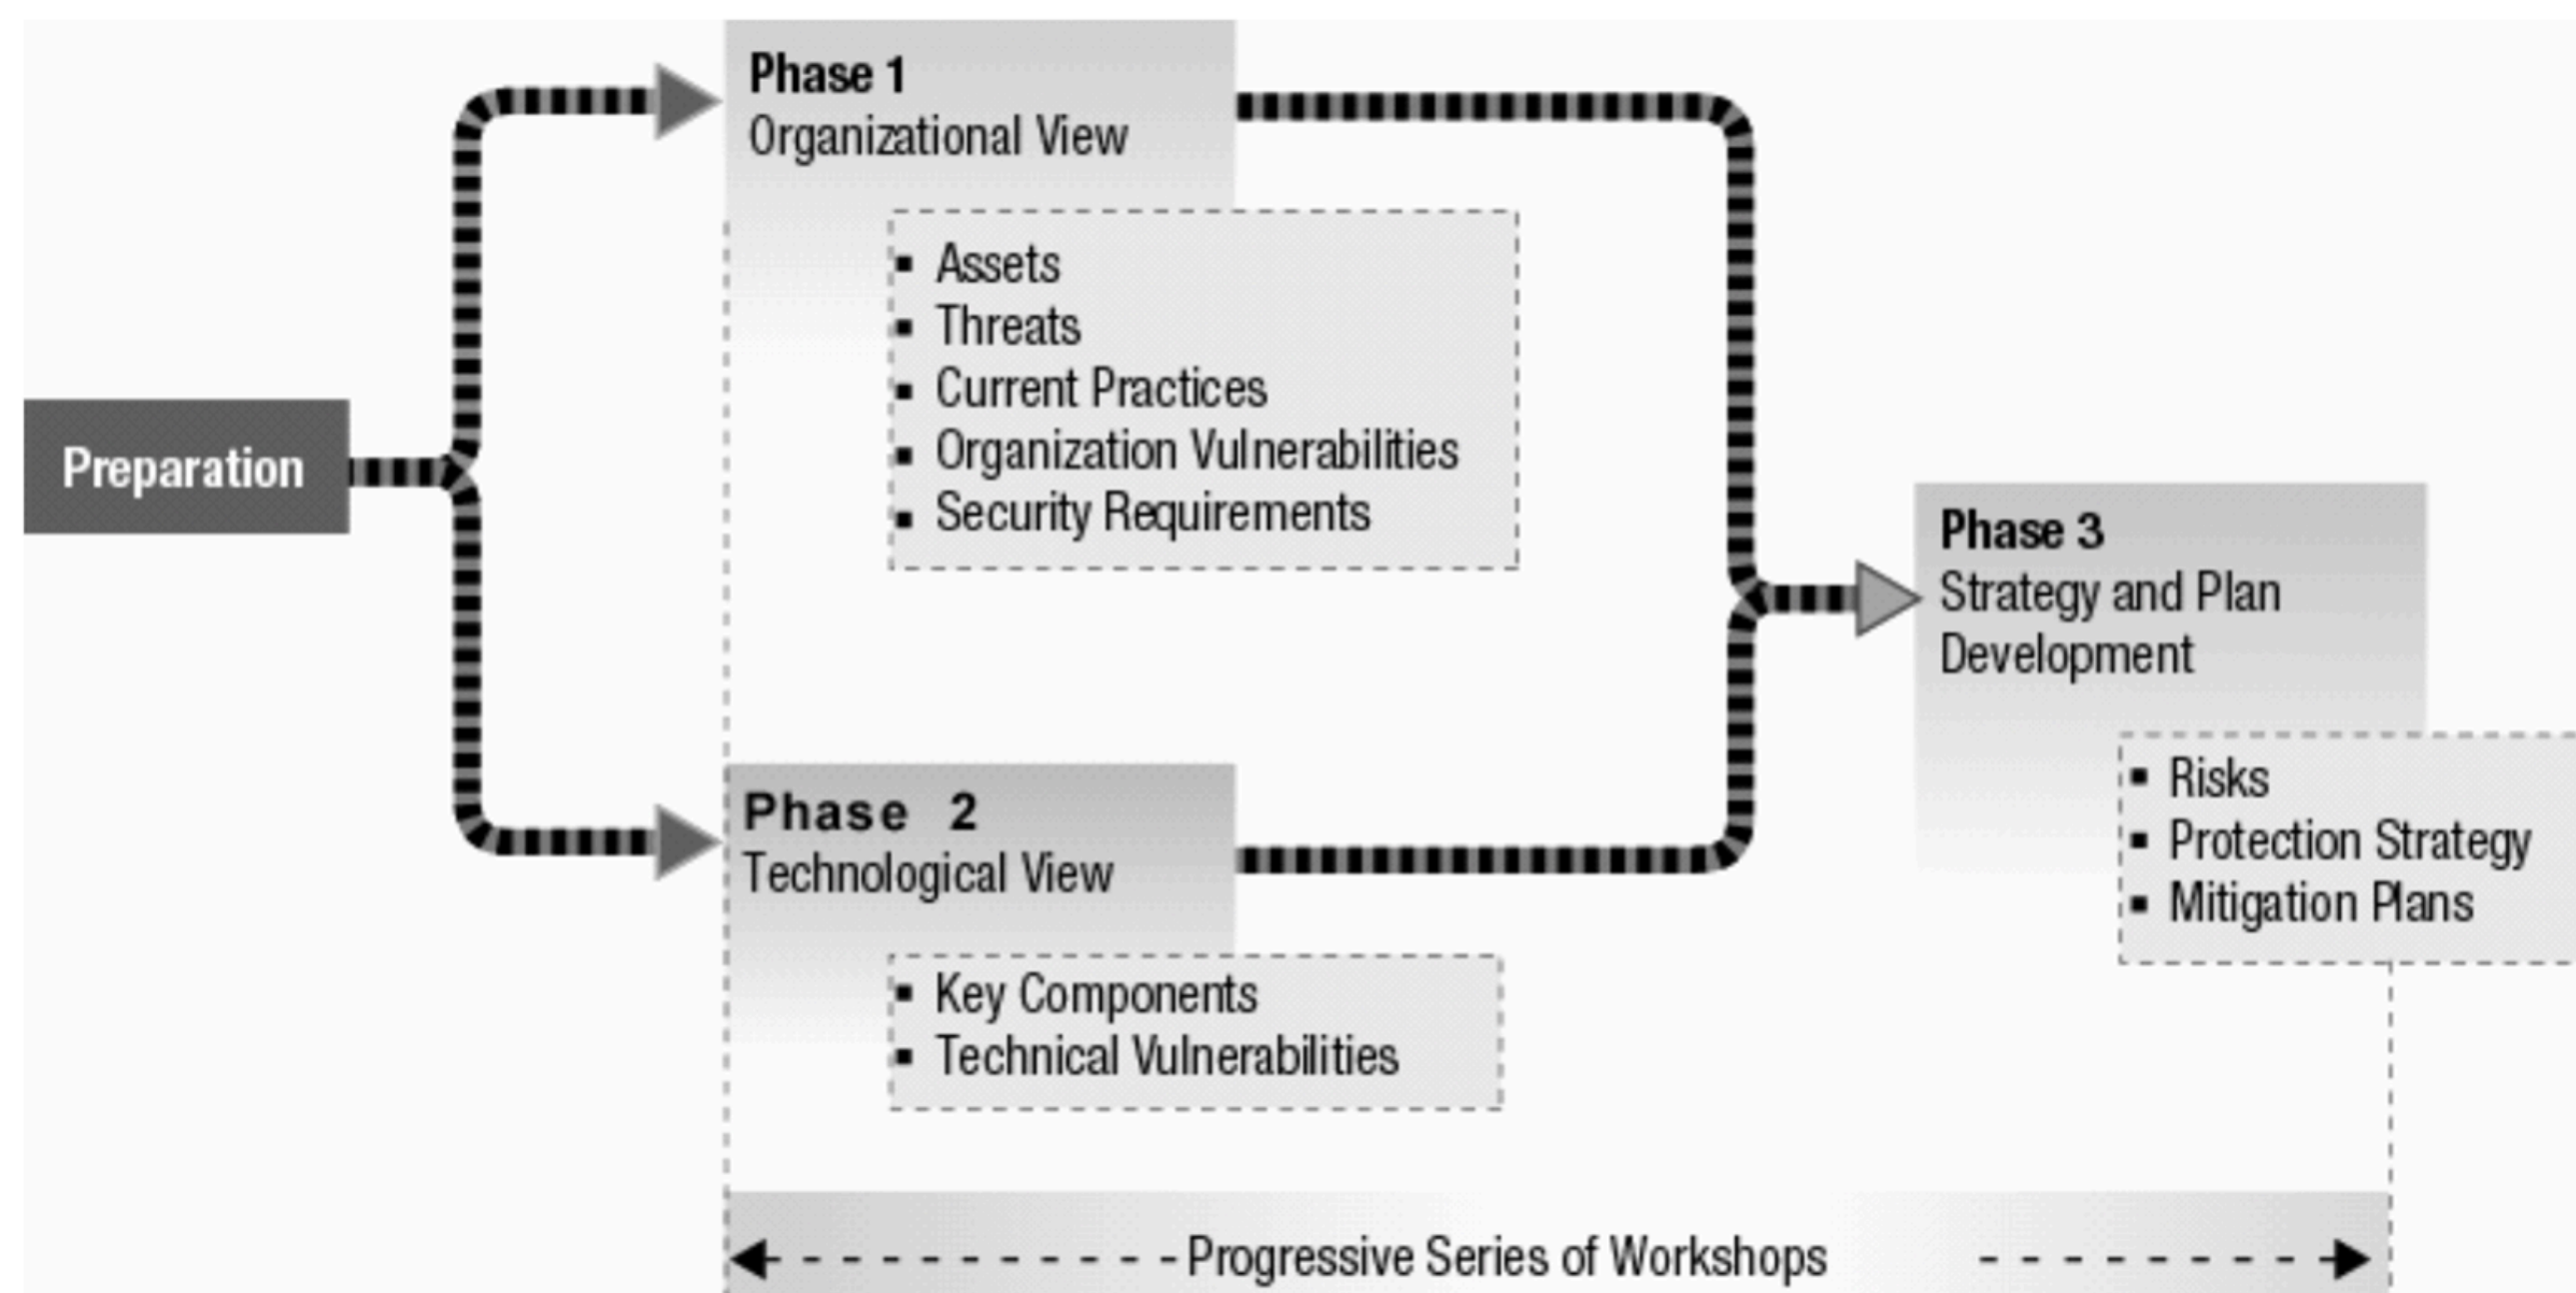 Phase 1
Organizational View
▪ Assets
▪ Threats
▪ Current Practices
▪ Organization Vulnerabilities
▪ Security Requirements
Preparation
Phase 2
Technological View
▪ Key Components
▪ Technical Vulnerabilities
Phase 3
Strategy and Plan
Development
▪ Risks
▪ Protection Strategy
▪ Mitigation Plans
Progressive Series of Workshops